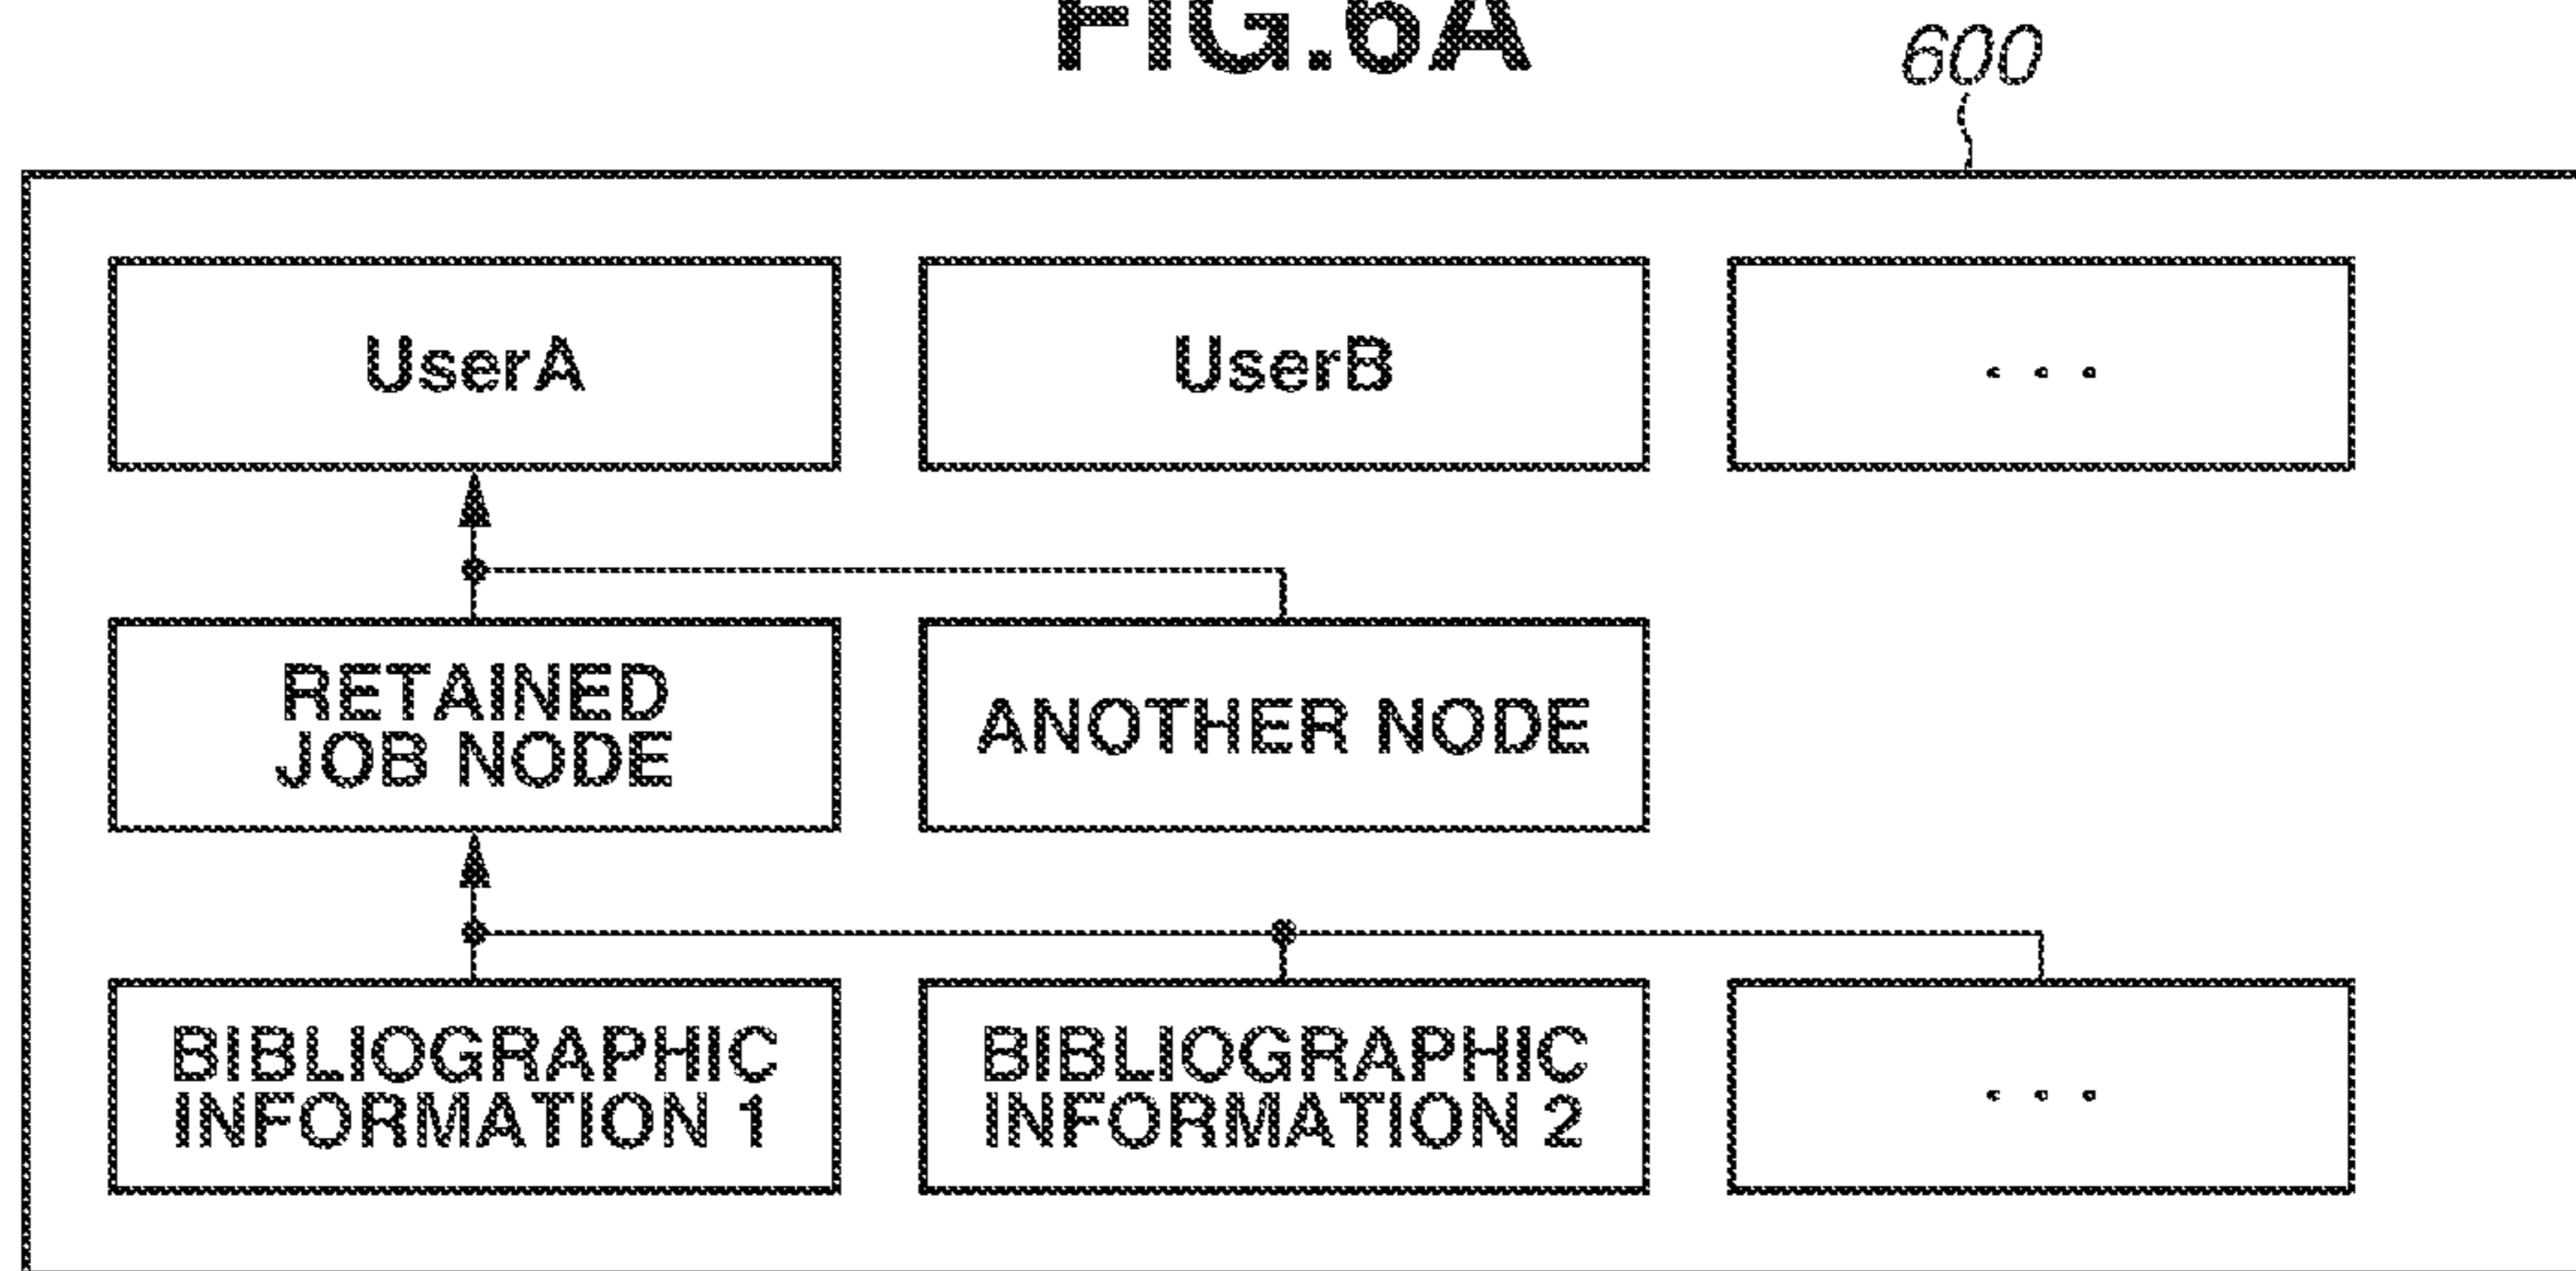 FIG.6A
600
UserA
UserB
...
RETAINED
JOB NODE
ANOTHER NODE
BIBLIOGRAPHIC
INFORMATION 1
BIBLIOGRAPHIC
INFORMATION 2
...